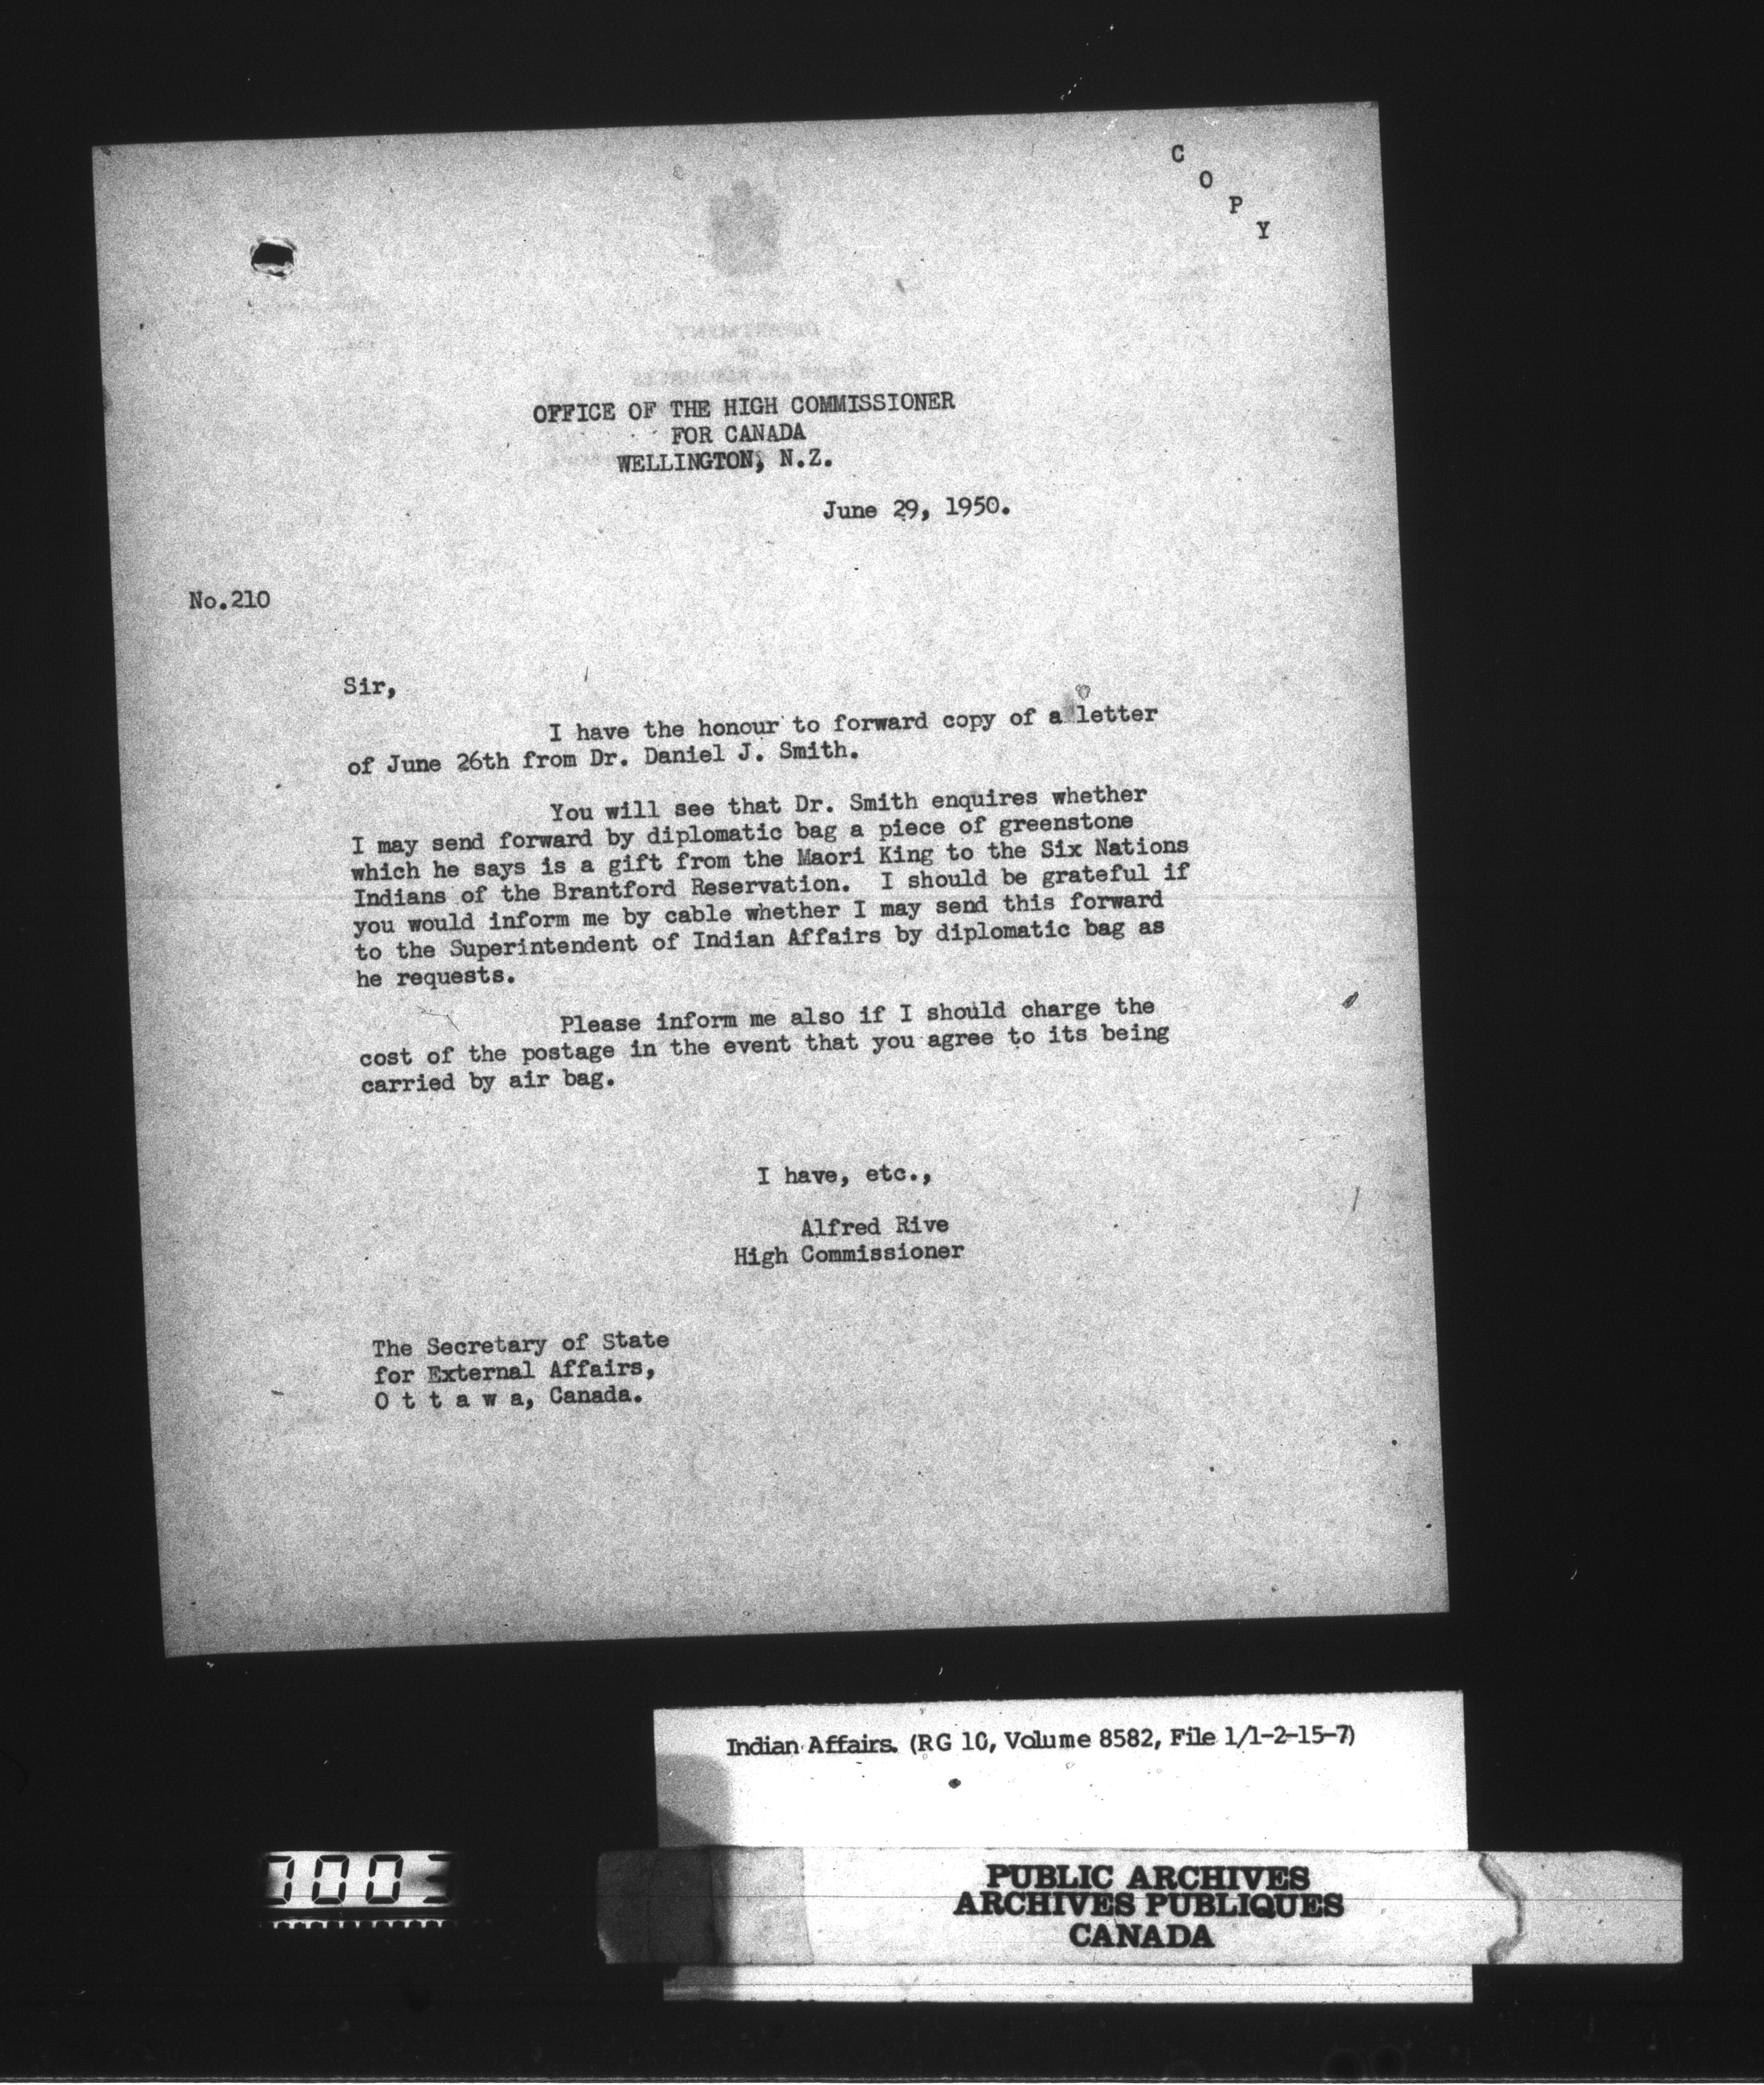 C
O
P
Y
DEPARTMENT
OF
OFFICE OF THE HIGH COMMISSIONER
FOR CANADA
WELLINGTON, N.Z.
June 29, 1950.
No.210
Sir,
I have the honour to forward copy of a letter
of June 26th from Dr. Daniel J. Smith.
You will see that Dr. Smith enquires whether
I may send forward by diplomatic bag a piece of greenstone
which he says is a gift from the Maori King to the Six Nations
Indians of the Brantford Reservation. I should be grateful if
you would inform me by cable whether I may send this forward
to the Superintendent of Indian Affairs by diplomatic bag as
he requests.
Please inform me also if I should charge the
cost of the postage in the event that you agree to its being
carried by air bag.
I have, etc.,
Alfred Rive
High Commissioner
The Secretary of State
for External Affairs,
O t t a w a, Canada.
Indian Affairs. (RG 10, Volume 8582, File 1/1-2-15-7)
PUBLIC ARCHIVES
ARCHIVES PUBLIQUES
CANADA